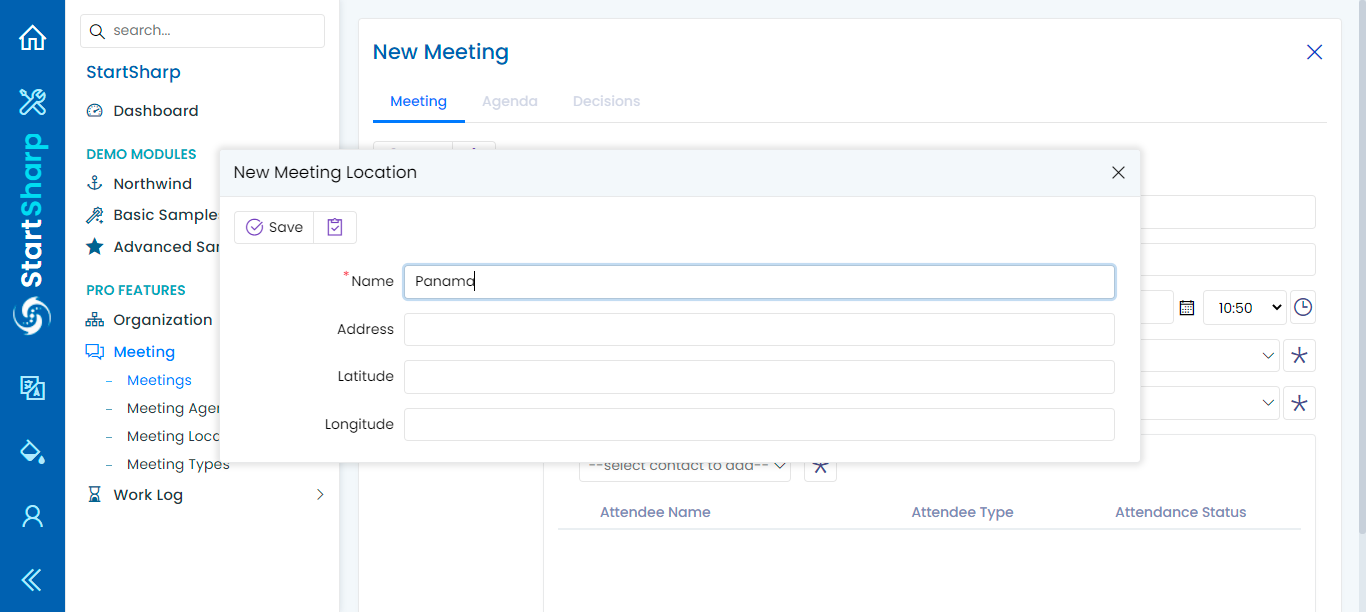 search...
StartSharp
Dashboard
DEMO MODULES
Northwind
Basic Sample
Advanced Sar
PRO FEATURES
Organization
Meeting
Meetings
Meeting Agen
Meeting Loca
Meeting Types
Work Log
StartSharp
New Meeting
Meeting Agenda Decisions
New Meeting Location
Save
*Name Panama
Address
Latitude
Longitude
10:50
--select contact to add--
Attendee Name Attendee Type Attendance Status